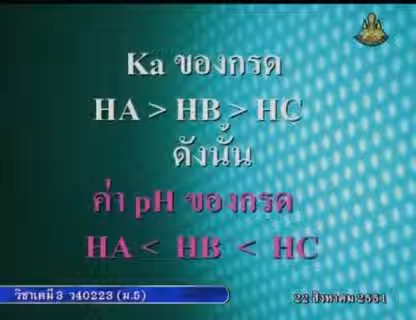 Ka ของกรด
HA > HB > HC
ดังนั้น
ค่า pH ของกรด
HA < HB < HC
วิชาเคมี 3 ว40223 (ม.5)
22 สิงหาคม 2551